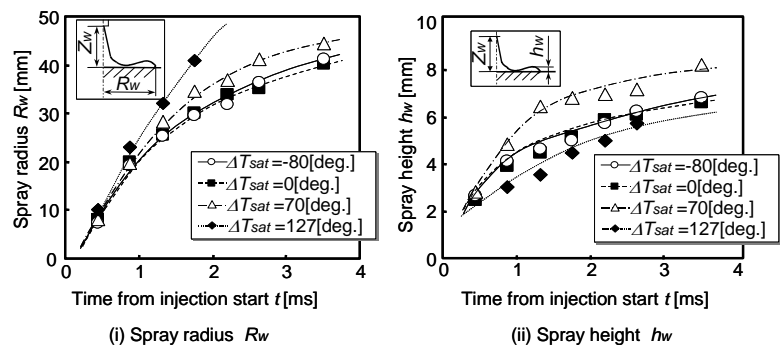 50
40
30
20
10
0
Spray radius Rw [mm]
Zw
Rw
ΔTsat=-80[deg.]
ΔTsat=0[deg.]
ΔTsat=70[deg.]
ΔTsat=127[deg.]
0 1 2 3 4
Time from injection start t [ms]
(i) Spray radius Rw
10
8
6
4
2
0
Spray height hw [mm]
Zw
hw
ΔTsat=-80[deg.]
ΔTsat=0[deg.]
ΔTsat=70[deg.]
ΔTsat=127[deg.]
0 1 2 3 4
Time from injection start t [ms]
(ii) Spray height hw